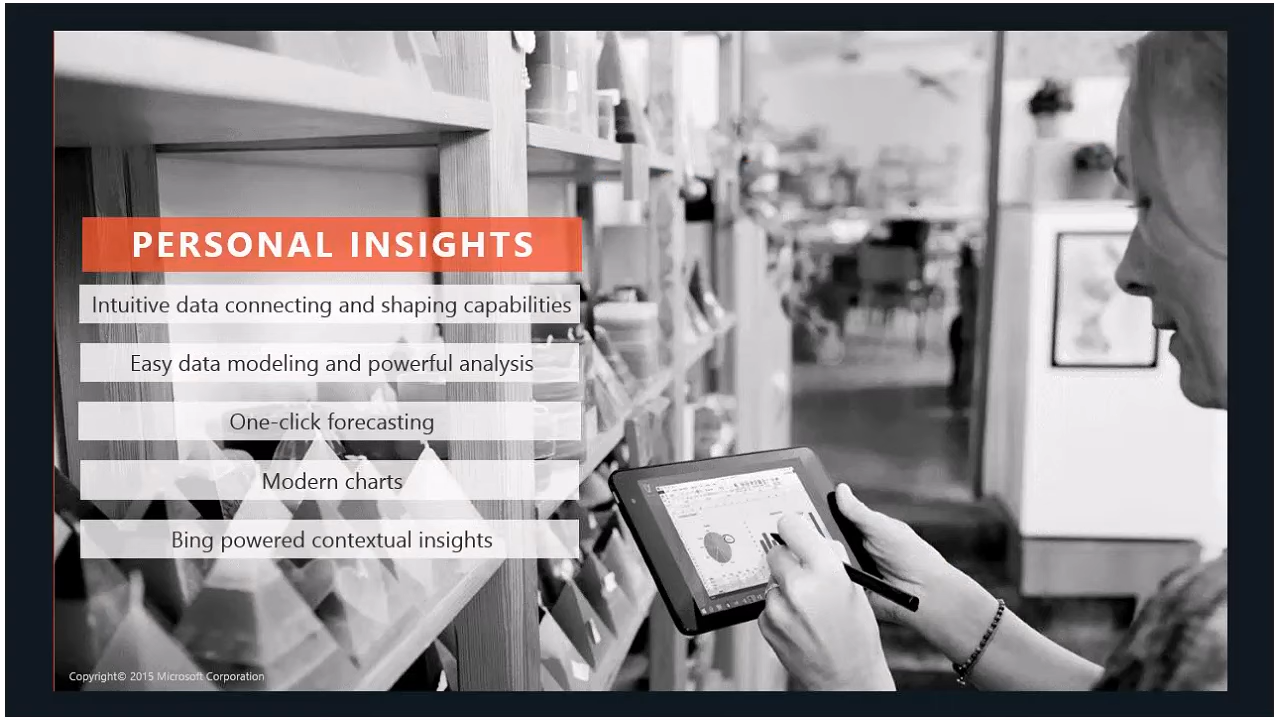 PERSONAL INSIGHTS
Intuitive data connecting and shaping capabilities
Easy data modeling and powerful analysis
One-click forecasting
Modern charts
Bing powered contextual insights
Copyright© 2015 Microsoft Corporation